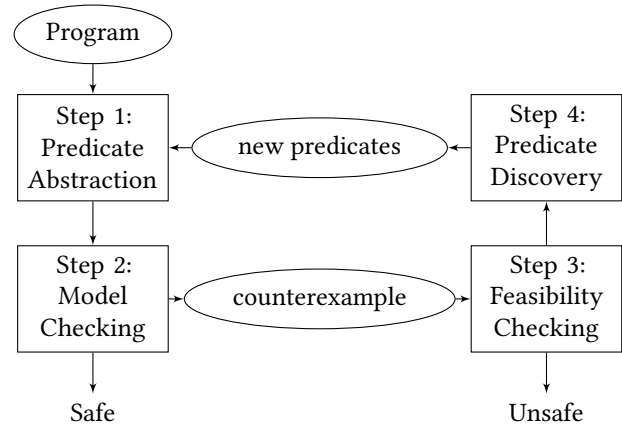 Program
Step 1:
Predicate
Abstraction
new predicates
Step 4:
Predicate
Discovery
Step 2:
Model
Checking
counterexample
Step 3:
Feasibility
Checking
Safe
Unsafe